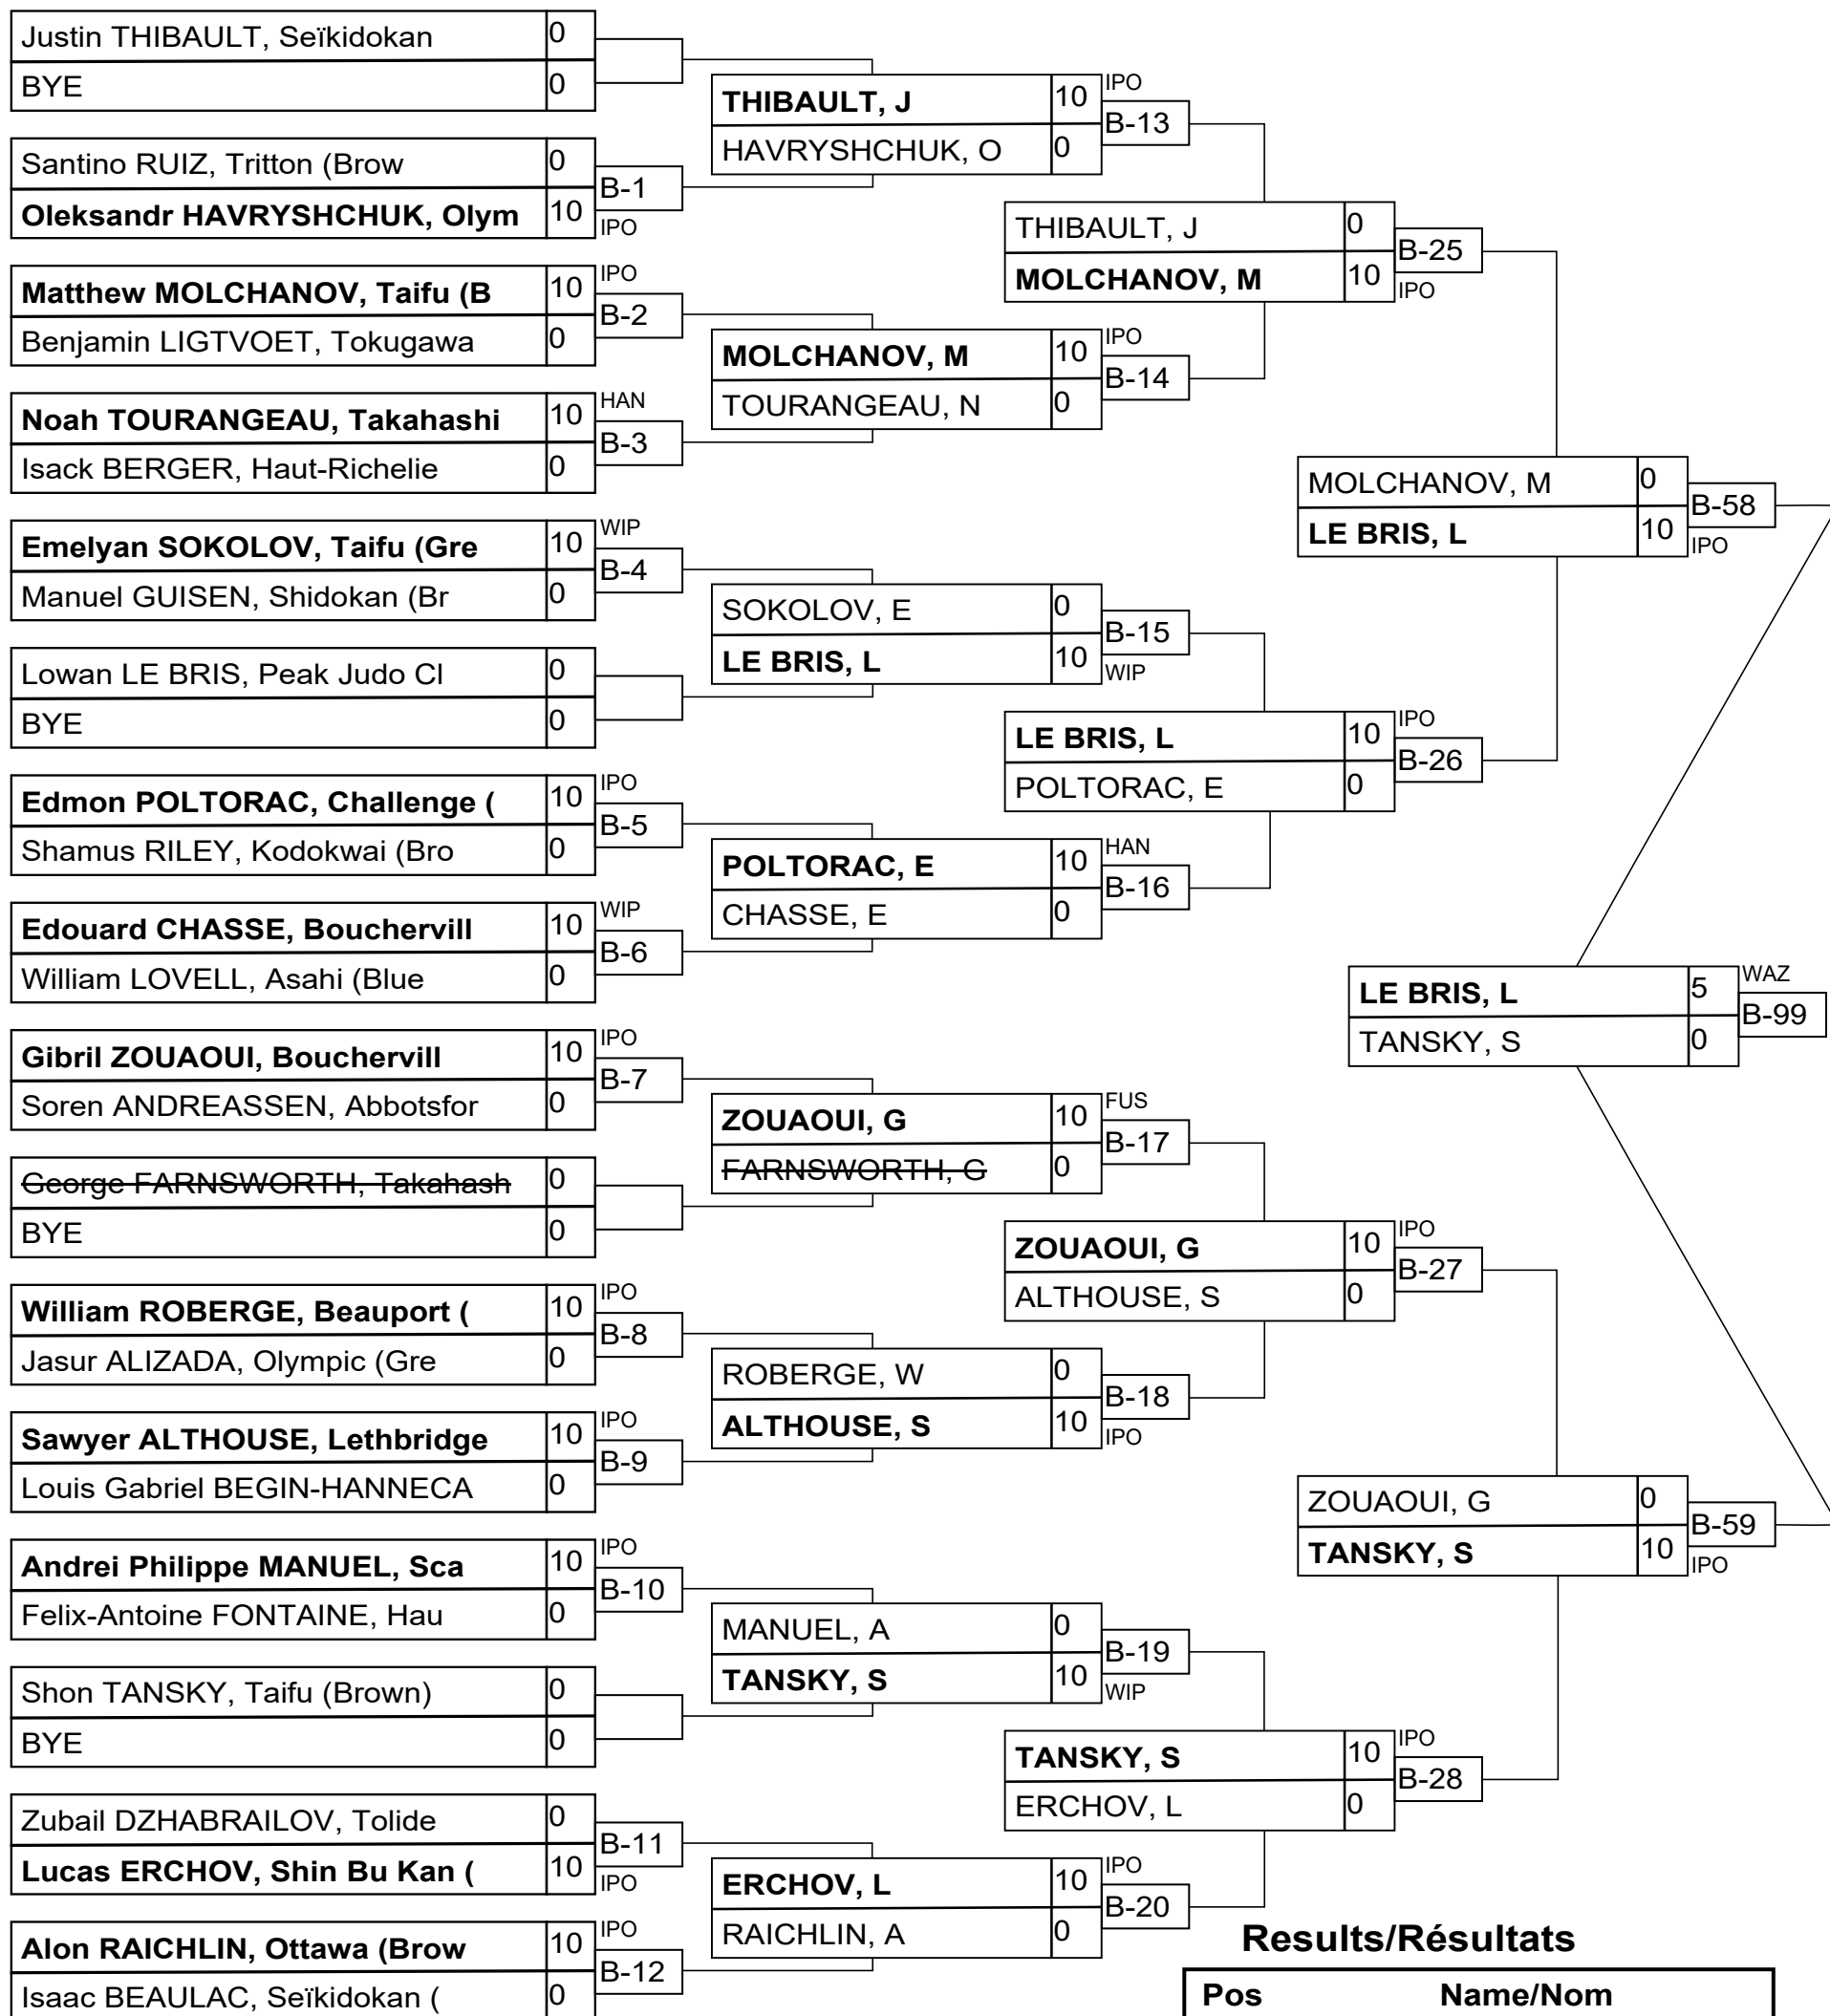 Justin THIBAULT, Seïkidokan 0
BYE 0
Santino RUIZ, Tritton (Brow 0
B-1
Oleksandr HAVRYSHCHUK, Olym 10 IPO
Matthew MOLCHANOV, Taifu (B 10 IPO
B-2
Benjamin LIGTVOET, Tokugawa 0
Noah TOURANGEAU, Takahashi 10 HAN
B-3
Isack BERGER, Haut-Richelie 0
Emelyan SOKOLOV, Taifu (Gre 10 WIP
B-4
Manuel GUISEN, Shidokan (Br 0
Lowan LE BRIS, Peak Judo Cl 0
BYE 0
Edmon POLTORAC, Challenge ( 10 IPO
B-5
Shamus RILEY, Kodokwai (Bro 0
Edouard CHASSE, Bouchervill 10 WIP
B-6
William LOVELL, Asahi (Blue 0
Gibril ZOUAOUI, Bouchervill 10 IPO
B-7
Soren ANDREASSEN, Abbotsfor 0
George FARNSWORTH, Takahash 0
BYE 0
William ROBERGE, Beauport ( 10 IPO
B-8
Jasur ALIZADA, Olympic (Gre 0
Sawyer ALTHOUSE, Lethbridge 10 IPO
B-9
Louis Gabriel BEGIN-HANNECA 0
Andrei Philippe MANUEL, Sca 10 IPO
B-10
Felix-Antoine FONTAINE, Hau 0
Shon TANSKY, Taifu (Brown) 0
BYE 0
Zubail DZHABRAILOV, Tolide 0
B-11
Lucas ERCHOV, Shin Bu Kan ( 10 IPO
Alon RAICHLIN, Ottawa (Brow 10 IPO
B-12
Isaac BEAULAC, Seïkidokan ( 0
THIBAULT, J 10 IPO
B-13
HAVRYSHCHUK, O 0
MOLCHANOV, M 10 IPO
B-14
TOURANGEAU, N 0
SOKOLOV, E 0
B-15
LE BRIS, L 10 WIP
POLTORAC, E 10 HAN
B-16
CHASSE, E 0
ZOUAOUI, G 10 FUS
B-17
FARNSWORTH, G 0
ROBERGE, W 0
B-18
ALTHOUSE, S 10 IPO
MANUEL, A 0
B-19
TANSKY, S 10 WIP
ERCHOV, L 10 IPO
B-20
RAICHLIN, A 0
THIBAULT, J 0
B-25
MOLCHANOV, M 10 IPO
LE BRIS, L 10 IPO
B-26
POLTORAC, E 0
ZOUAOUI, G 10 IPO
B-27
ALTHOUSE, S 0
TANSKY, S 10 IPO
B-28
ERCHOV, L 0
MOLCHANOV, M 0
B-58
LE BRIS, L 10 IPO
ZOUAOUI, G 0
B-59
TANSKY, S 10 IPO
LE BRIS, L 5 WAZ
B-99
TANSKY, S 0
Results/Résultats
Pos Name/Nom